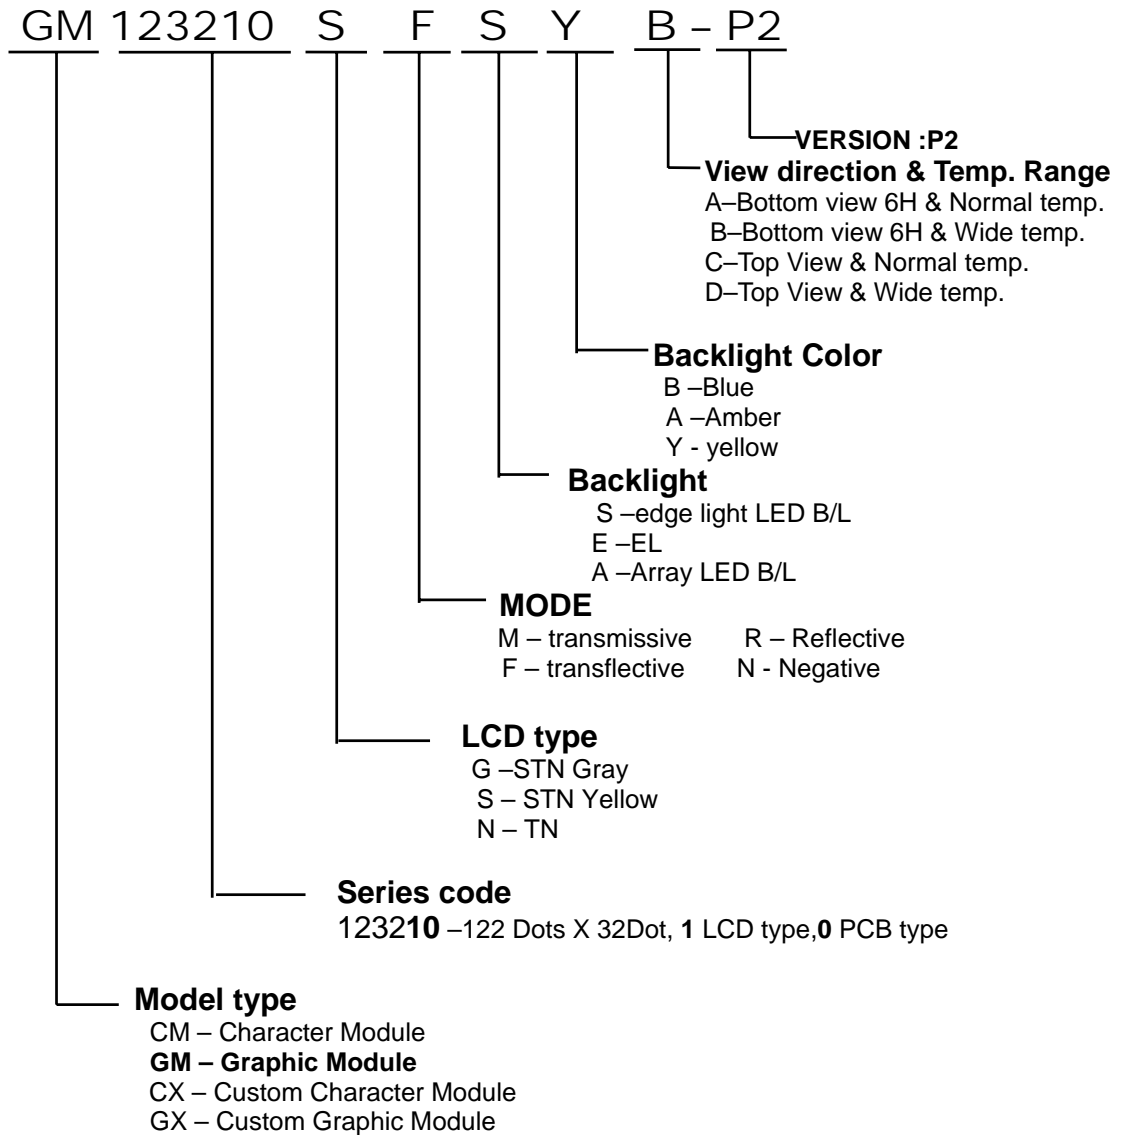 GM 123210 S F S Y B – P2
VERSION :P2
View direction & Temp. Range
A–Bottom view 6H & Normal temp.
B–Bottom view 6H & Wide temp.
C–Top View & Normal temp.
D–Top View & Wide temp.
Backlight Color
B –Blue
A –Amber
Y - yellow
Backlight
S –edge light LED B/L
E –EL
A –Array LED B/L
MODE
M – transmissive R – Reflective
F – transflective N - Negative
LCD type
G –STN Gray
S – STN Yellow
N – TN
Series code
123210 –122 Dots X 32Dot, 1 LCD type,0 PCB type
Model type
CM – Character Module
GM – Graphic Module
CX – Custom Character Module
GX – Custom Graphic Module